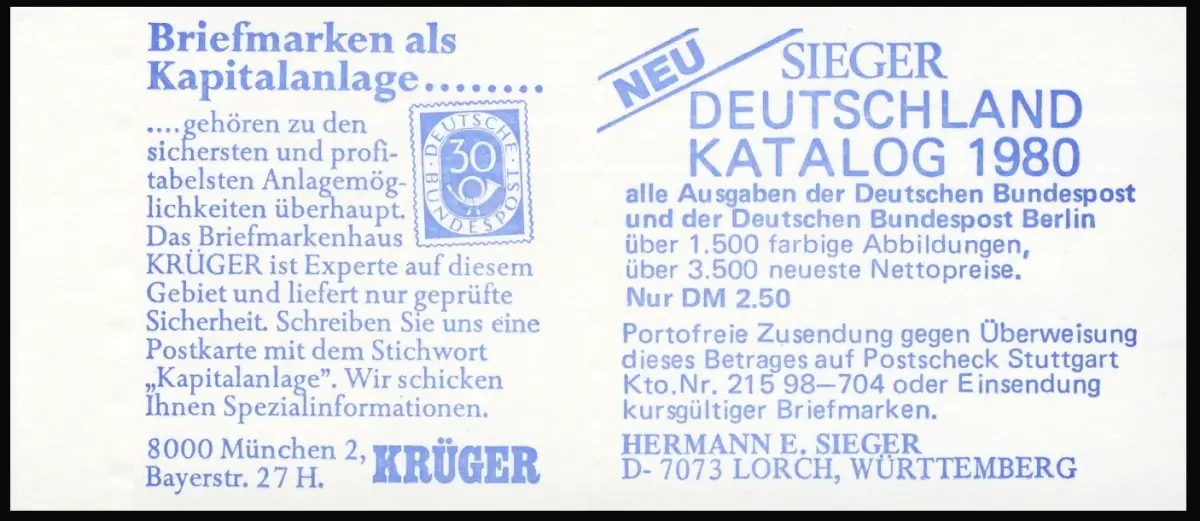 Briefmarken als
Kapitalanlage........
....gehören zu den
sichersten und profi-
tabelsten Anlagemög-
lichkeiten überhaupt.
Das Briefmarkenhaus
KRÜGER ist Experte auf diesem
Gebiet und liefert nur geprüfte
Sicherheit. Schreiben Sie uns eine
Postkarte mit dem Stichwort
„Kapitalanlage”. Wir schicken
Ihnen Spezialinformationen.
8000 München 2,
Bayerstr. 27 H.
KRÜGER
DEUTSCHE
BUNDESPOST
30
NEU
SIEGER
DEUTSCHLAND
KATALOG 1980
alle Ausgaben der Deutschen Bundespost
und der Deutschen Bundespost Berlin
über 1.500 farbige Abbildungen,
über 3.500 neueste Nettopreise.
Nur DM 2.50
Portofreie Zusendung gegen Überweisung
dieses Betrages auf Postscheck Stuttgart
Kto.Nr. 215 98–704 oder Einsendung
kursgültiger Briefmarken.
HERMANN E. SIEGER
D- 7073 LORCH, WÜRTTEMBERG